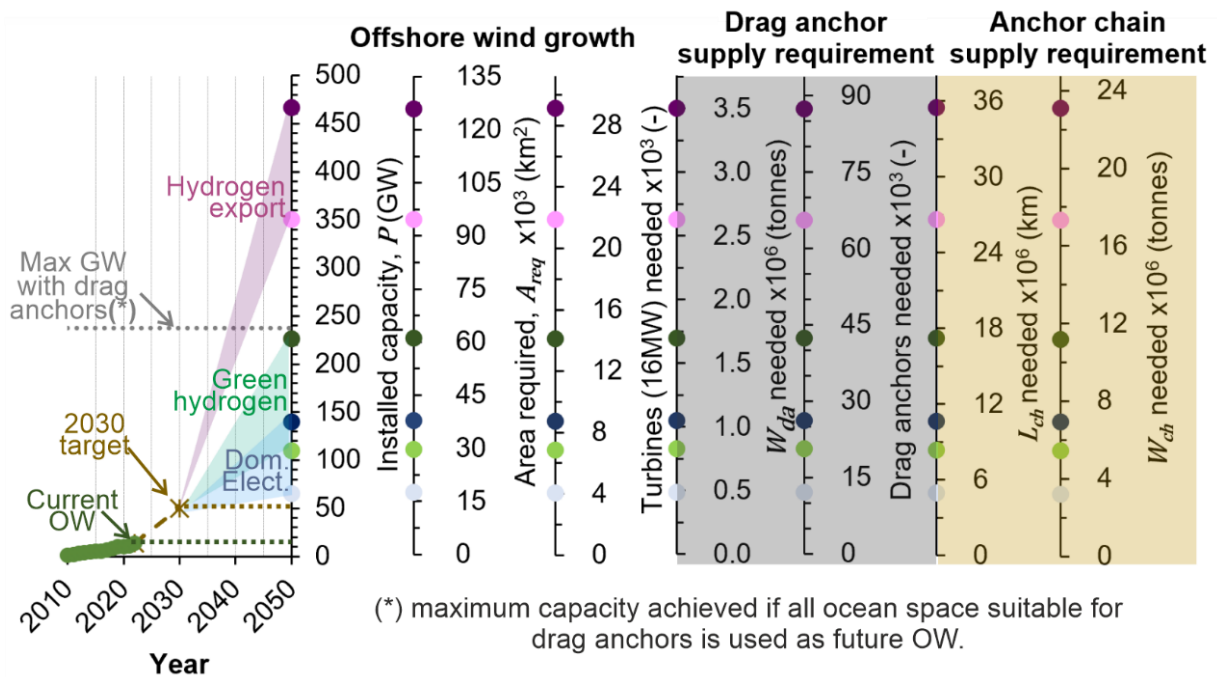 Offshore wind growth
Drag anchor
supply requirement
Anchor chain
supply requirement
500
450
400
350
300
250
200
150
100
50
0
Installed capacity, P (GW)
135
120
105
90
75
60
45
30
15
0
Area required, A_req x10³ (km²)
28
24
20
16
12
8
4
0
Turbines (16MW) needed x10³ (-)
3.5
3.0
2.5
2.0
1.5
1.0
0.5
0.0
W_da needed x10⁶ (tonnes)
90
75
60
45
30
15
0
Drag anchors needed x10³ (-)
36
30
26
18
12
6
0
L_ch needed x10⁶ (km)
24
20
16
12
8
4
0
W_ch needed x10⁶ (tonnes)
Hydrogen
export
Max GW
with drag
anchors(*)
Green
hydrogen
2030
target
Dom.
Elect.
Current
OW
2010
2020
2030
2040
2050
Year
(*) maximum capacity achieved if all ocean space suitable for
drag anchors is used as future OW.